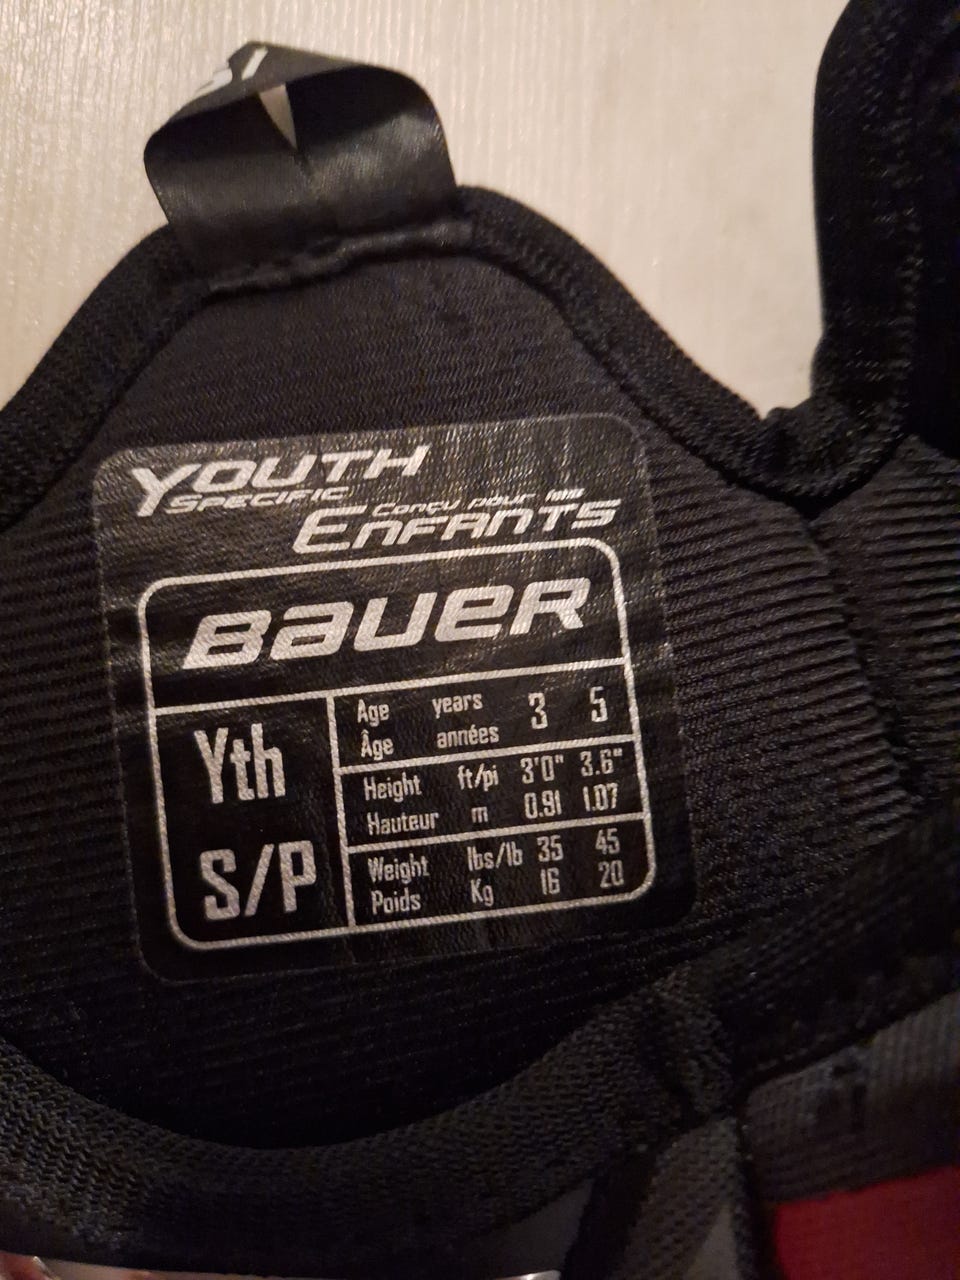 YOUTH
SPECIFIC
Conçu pour
ENFANTS
BAUER
Yth
S/P
Age years 3 5
Âge années
Height ft/pi 3'0" 3.6"
Hauteur m 0.91 1.07
Weight lbs/lb 35 45
Poids Kg 16 20